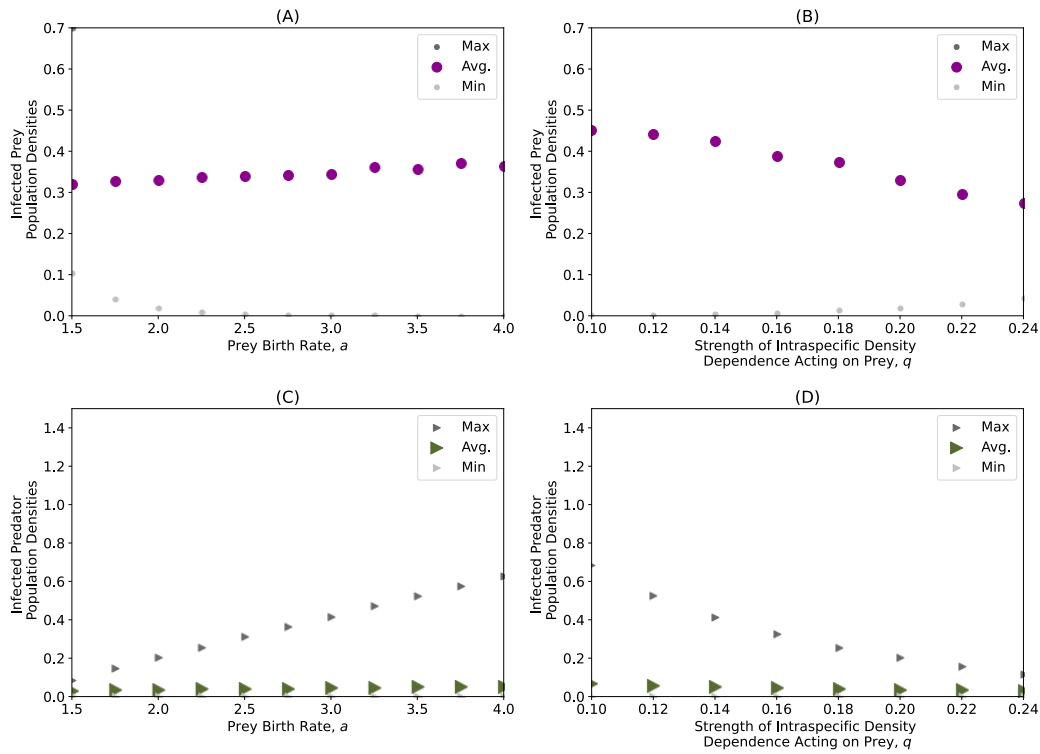 (A)
0.7
0.6
0.5
0.4
0.3
0.2
0.1
0.0
Infected Prey
Population Densities
Max
Avg.
Min
1.5
2.0
2.5
3.0
3.5
4.0
Prey Birth Rate, a
(B)
0.7
0.6
0.5
0.4
0.3
0.2
0.1
0.0
Infected Prey
Population Densities
Max
Avg.
Min
0.10
0.12
0.14
0.16
0.18
0.20
0.22
0.24
Strength of Intraspecific Density
Dependence Acting on Prey, q
(C)
1.4
1.2
1.0
0.8
0.6
0.4
0.2
0.0
Infected Predator
Population Densities
Max
Avg.
Min
1.5
2.0
2.5
3.0
3.5
4.0
Prey Birth Rate, a
(D)
1.4
1.2
1.0
0.8
0.6
0.4
0.2
0.0
Infected Predator
Population Densities
Max
Avg.
Min
0.10
0.12
0.14
0.16
0.18
0.20
0.22
0.24
Strength of Intraspecific Density
Dependence Acting on Prey, q